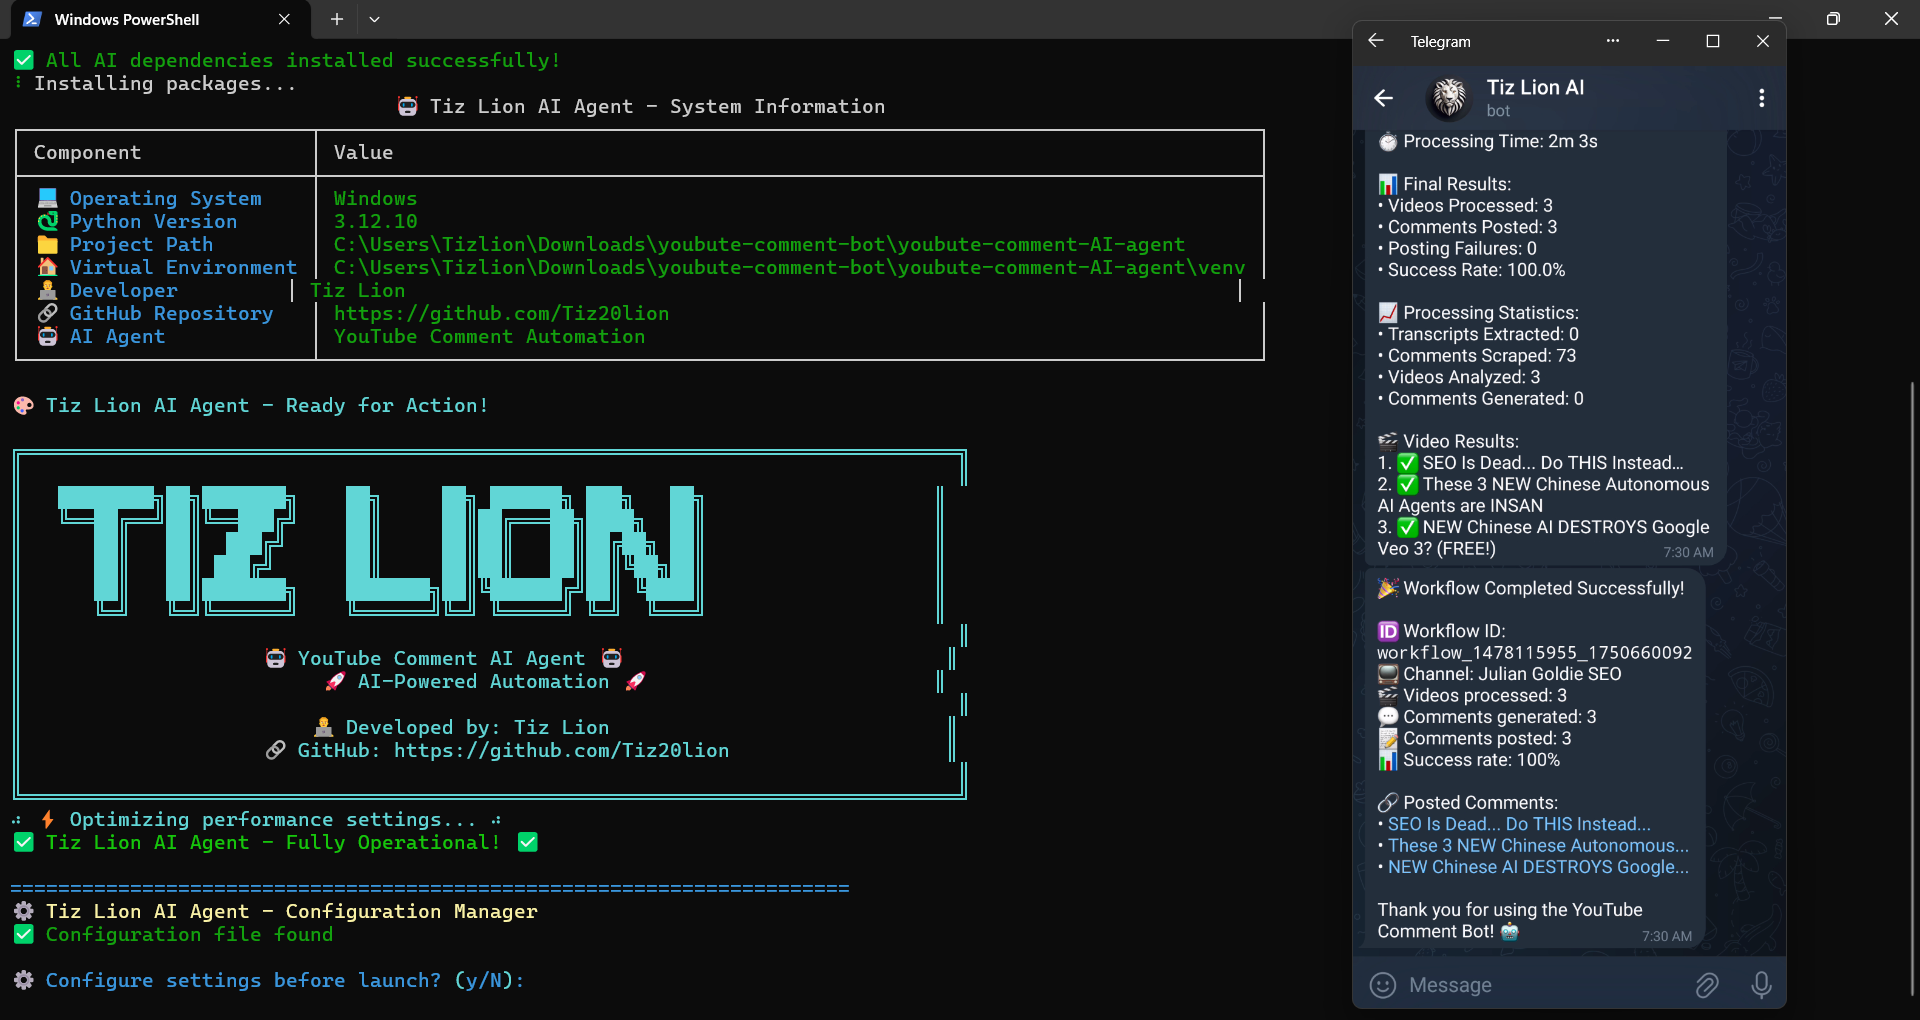 Windows PowerShell
✅ All AI dependencies installed successfully!
⠇ Installing packages...
🤖 Tiz Lion AI Agent - System Information
Component Value
💻 Operating System Windows
🐍 Python Version 3.12.10
📁 Project Path C:\Users\Tizlion\Downloads\youbute-comment-bot\youbute-comment-AI-agent
🏠 Virtual Environment C:\Users\Tizlion\Downloads\youbute-comment-bot\youbute-comment-AI-agent\venv
👨‍💻 Developer Tiz Lion
🔗 GitHub Repository https://github.com/Tiz20lion
🤖 AI Agent YouTube Comment Automation
🎨 Tiz Lion AI Agent - Ready for Action!
TIZ LION
🤖 YouTube Comment AI Agent 🤖
🚀 AI-Powered Automation 🚀
👨‍💻 Developed by: Tiz Lion
🔗 GitHub: https://github.com/Tiz20lion
⚡ Optimizing performance settings...
✅ Tiz Lion AI Agent - Fully Operational! ✅
======================================================================
⚙️ Tiz Lion AI Agent - Configuration Manager
✅ Configuration file found
⚙️ Configure settings before launch? (y/N):
Telegram
Tiz Lion AI
bot
⏱️ Processing Time: 2m 3s
📊 Final Results:
• Videos Processed: 3
• Comments Posted: 3
• Posting Failures: 0
• Success Rate: 100.0%
📈 Processing Statistics:
• Transcripts Extracted: 0
• Comments Scraped: 73
• Videos Analyzed: 3
• Comments Generated: 0
🎬 Video Results:
1. ✅ SEO Is Dead... Do THIS Instead...
2. ✅ These 3 NEW Chinese Autonomous
AI Agents are INSAN
3. ✅ NEW Chinese AI DESTROYS Google
Veo 3? (FREE!)
7:30 AM
🎉 Workflow Completed Successfully!
🆔 Workflow ID:
workflow_1478115955_1750660092
📺 Channel: Julian Goldie SEO
🎬 Videos processed: 3
💬 Comments generated: 3
📝 Comments posted: 3
📊 Success rate: 100%
🔗 Posted Comments:
• SEO Is Dead... Do THIS Instead...
• These 3 NEW Chinese Autonomous...
• NEW Chinese AI DESTROYS Google...
Thank you for using the YouTube
Comment Bot! 🤖
7:30 AM
Message